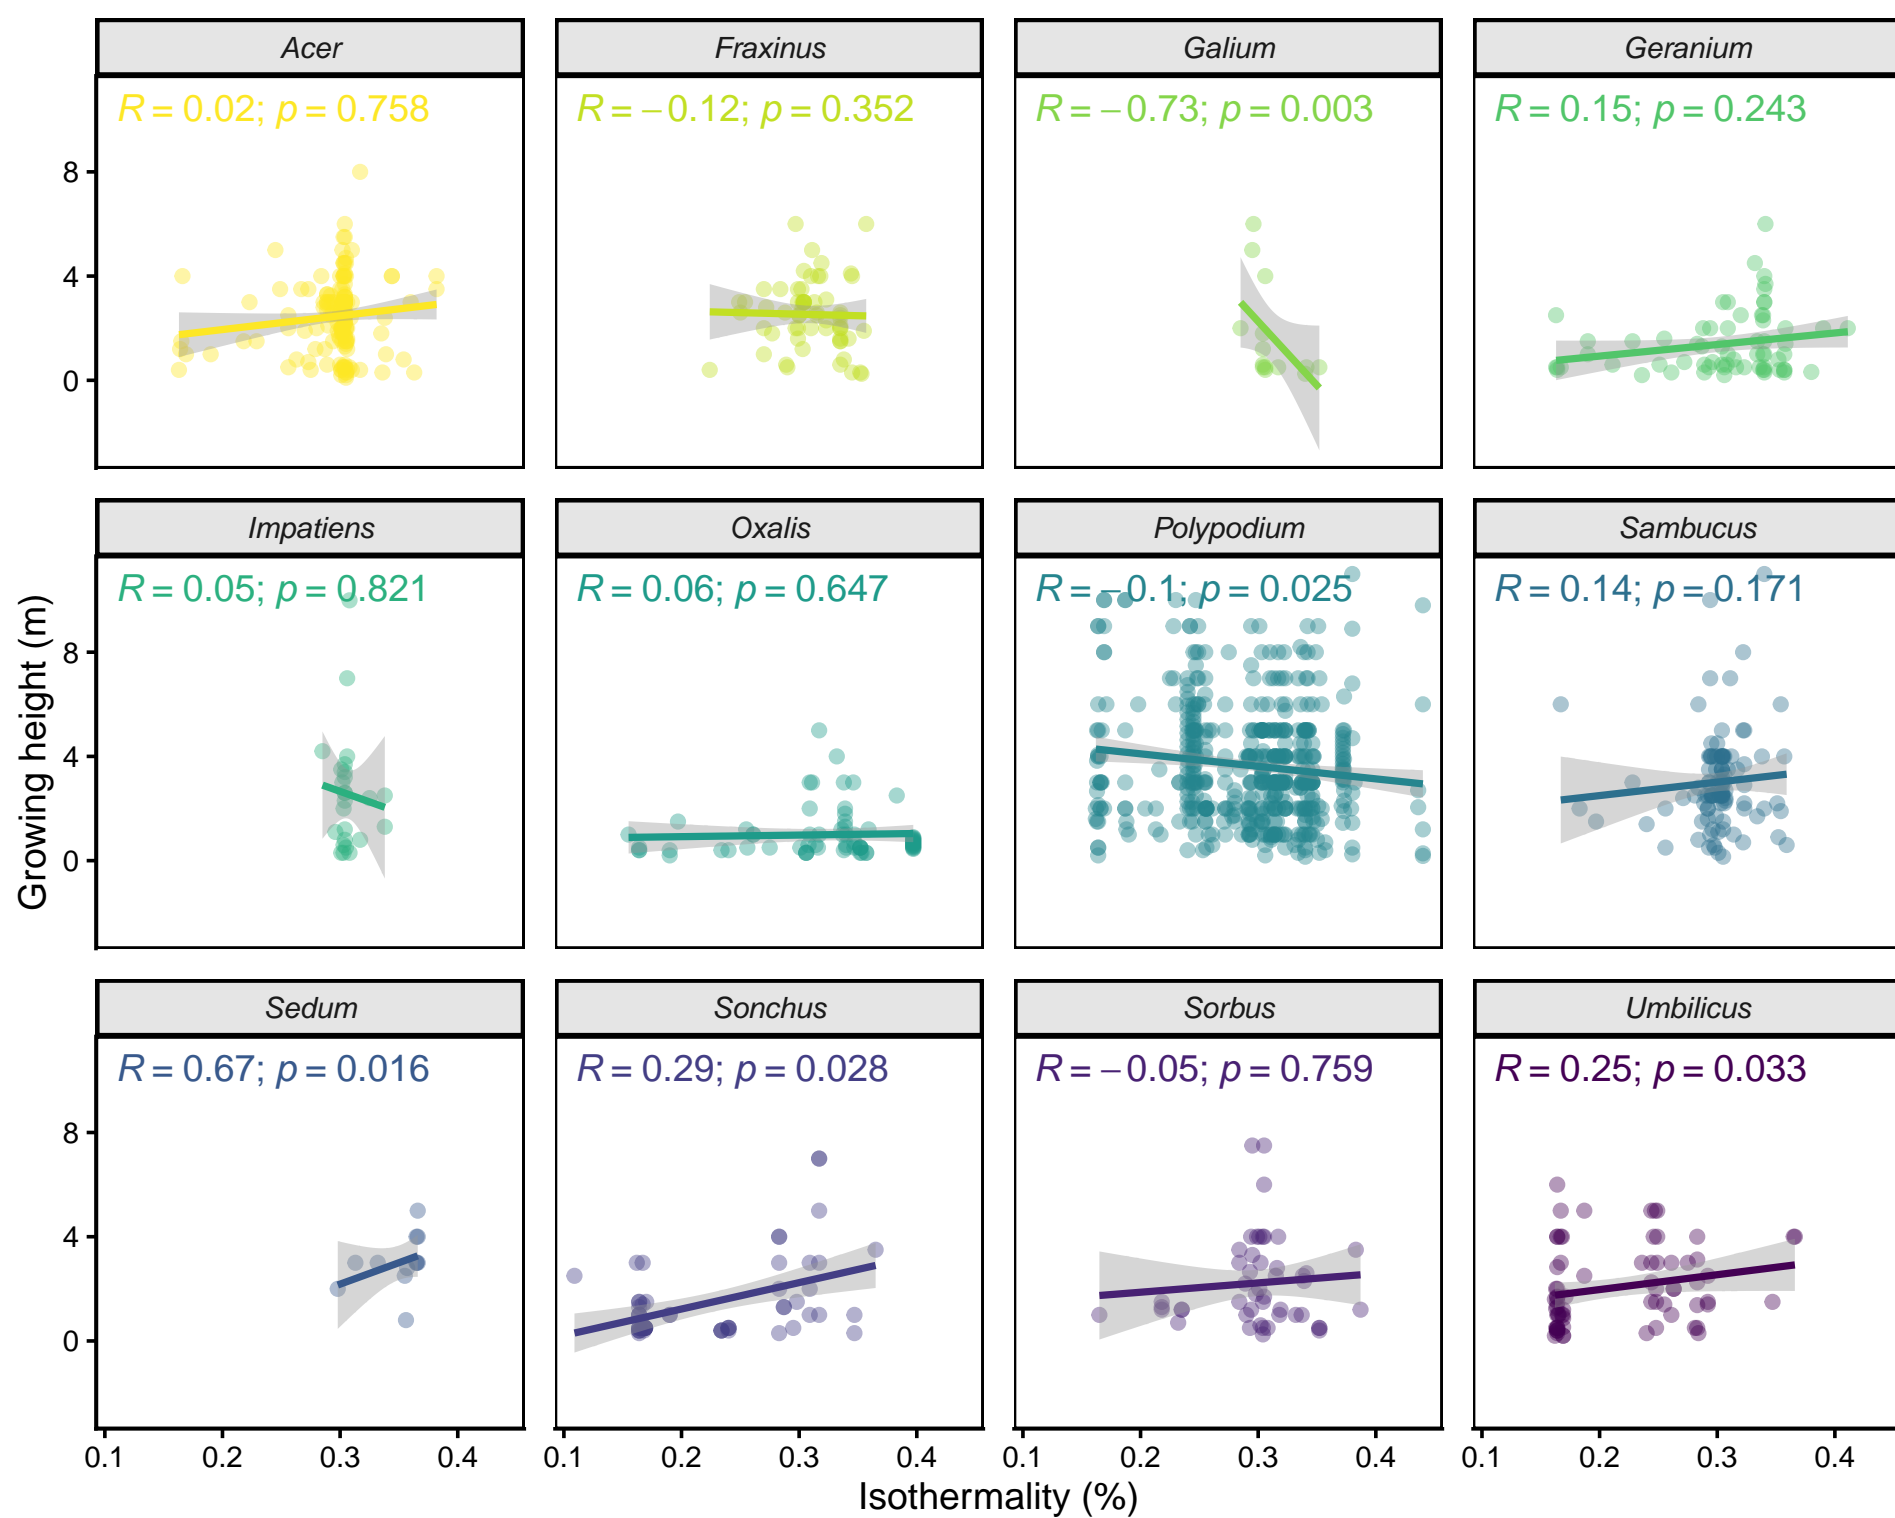 Acer Fraxinus Galium Geranium
R = 0.02; p = 0.758 R = −0.12; p = 0.352 R = −0.73; p = 0.003 R = 0.15; p = 0.243
8
4
0
Impatiens Oxalis Polypodium Sambucus
R = 0.05; p = 0.821 R = 0.06; p = 0.647 R = −0.1; p = 0.025 R = 0.14; p = 0.171
8
4
0
Growing height (m)
Sedum Sonchus Sorbus Umbilicus
R = 0.67; p = 0.016 R = 0.29; p = 0.028 R = −0.05; p = 0.759 R = 0.25; p = 0.033
8
4
0
0.1 0.2 0.3 0.4 0.1 0.2 0.3 0.4 0.1 0.2 0.3 0.4 0.1 0.2 0.3 0.4
Isothermality (%)